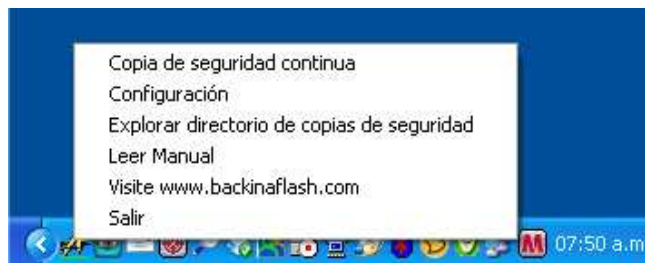 Copia de seguridad continua
Configuración
Explorar directorio de copias de seguridad
Leer Manual
Visite www.backinaflash.com
Salir
07:50 a.m